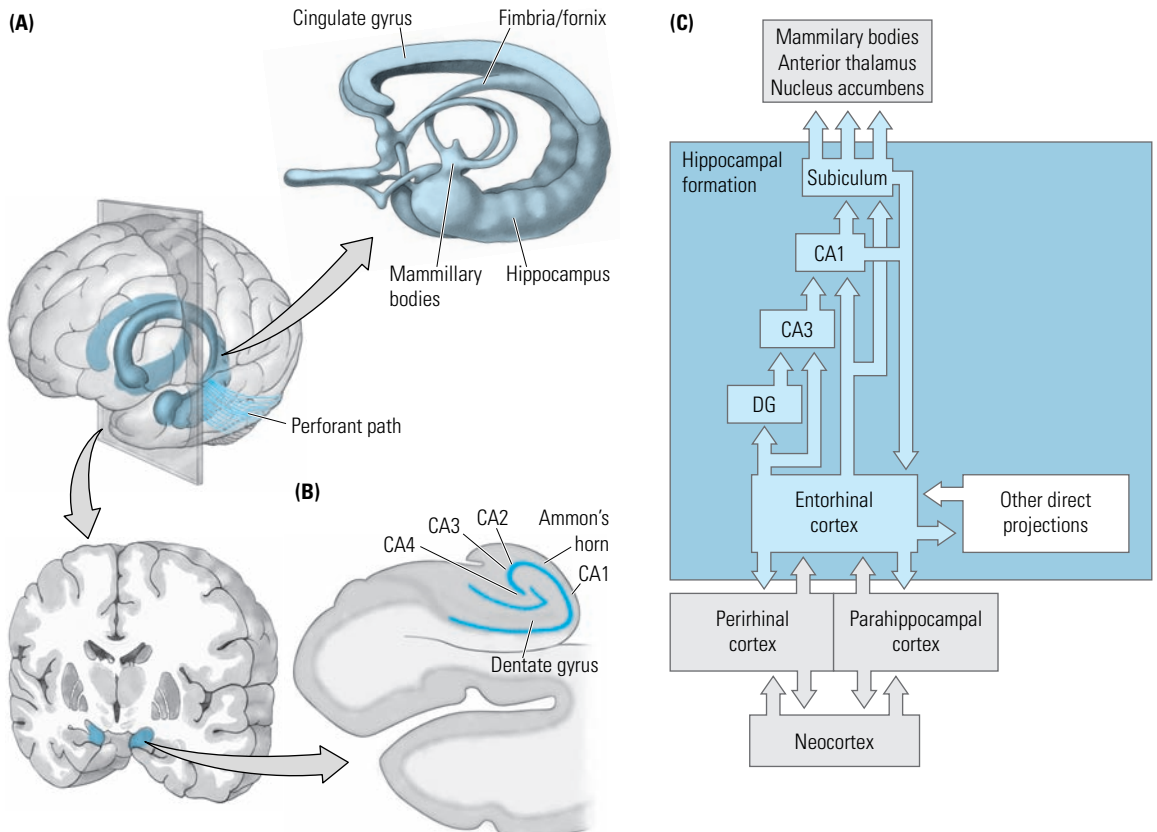 (A)
Cingulate gyrus
Fimbria/fornix
Mammillary
bodies
Hippocampus
Perforant path
(B)
CA4
CA3
CA2
Ammon's
horn
CA1
Dentate gyrus
(C)
Mammilary bodies
Anterior thalamus
Nucleus accumbens
Hippocampal
formation
Subiculum
CA1
CA3
DG
Entorhinal
cortex
Other direct
projections
Perirhinal
cortex
Parahippocampal
cortex
Neocortex